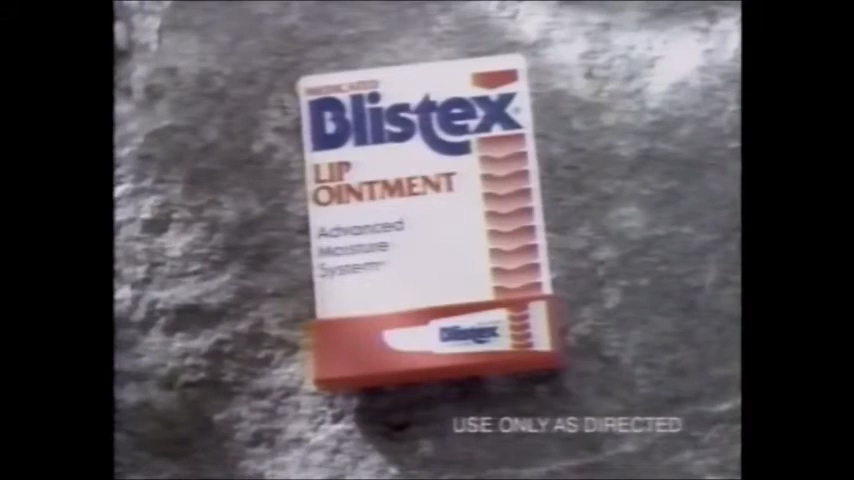 MEDICATED
Blistex
LIP
OINTMENT
Advanced
Moisture
System
Blistex
USE ONLY AS DIRECTED